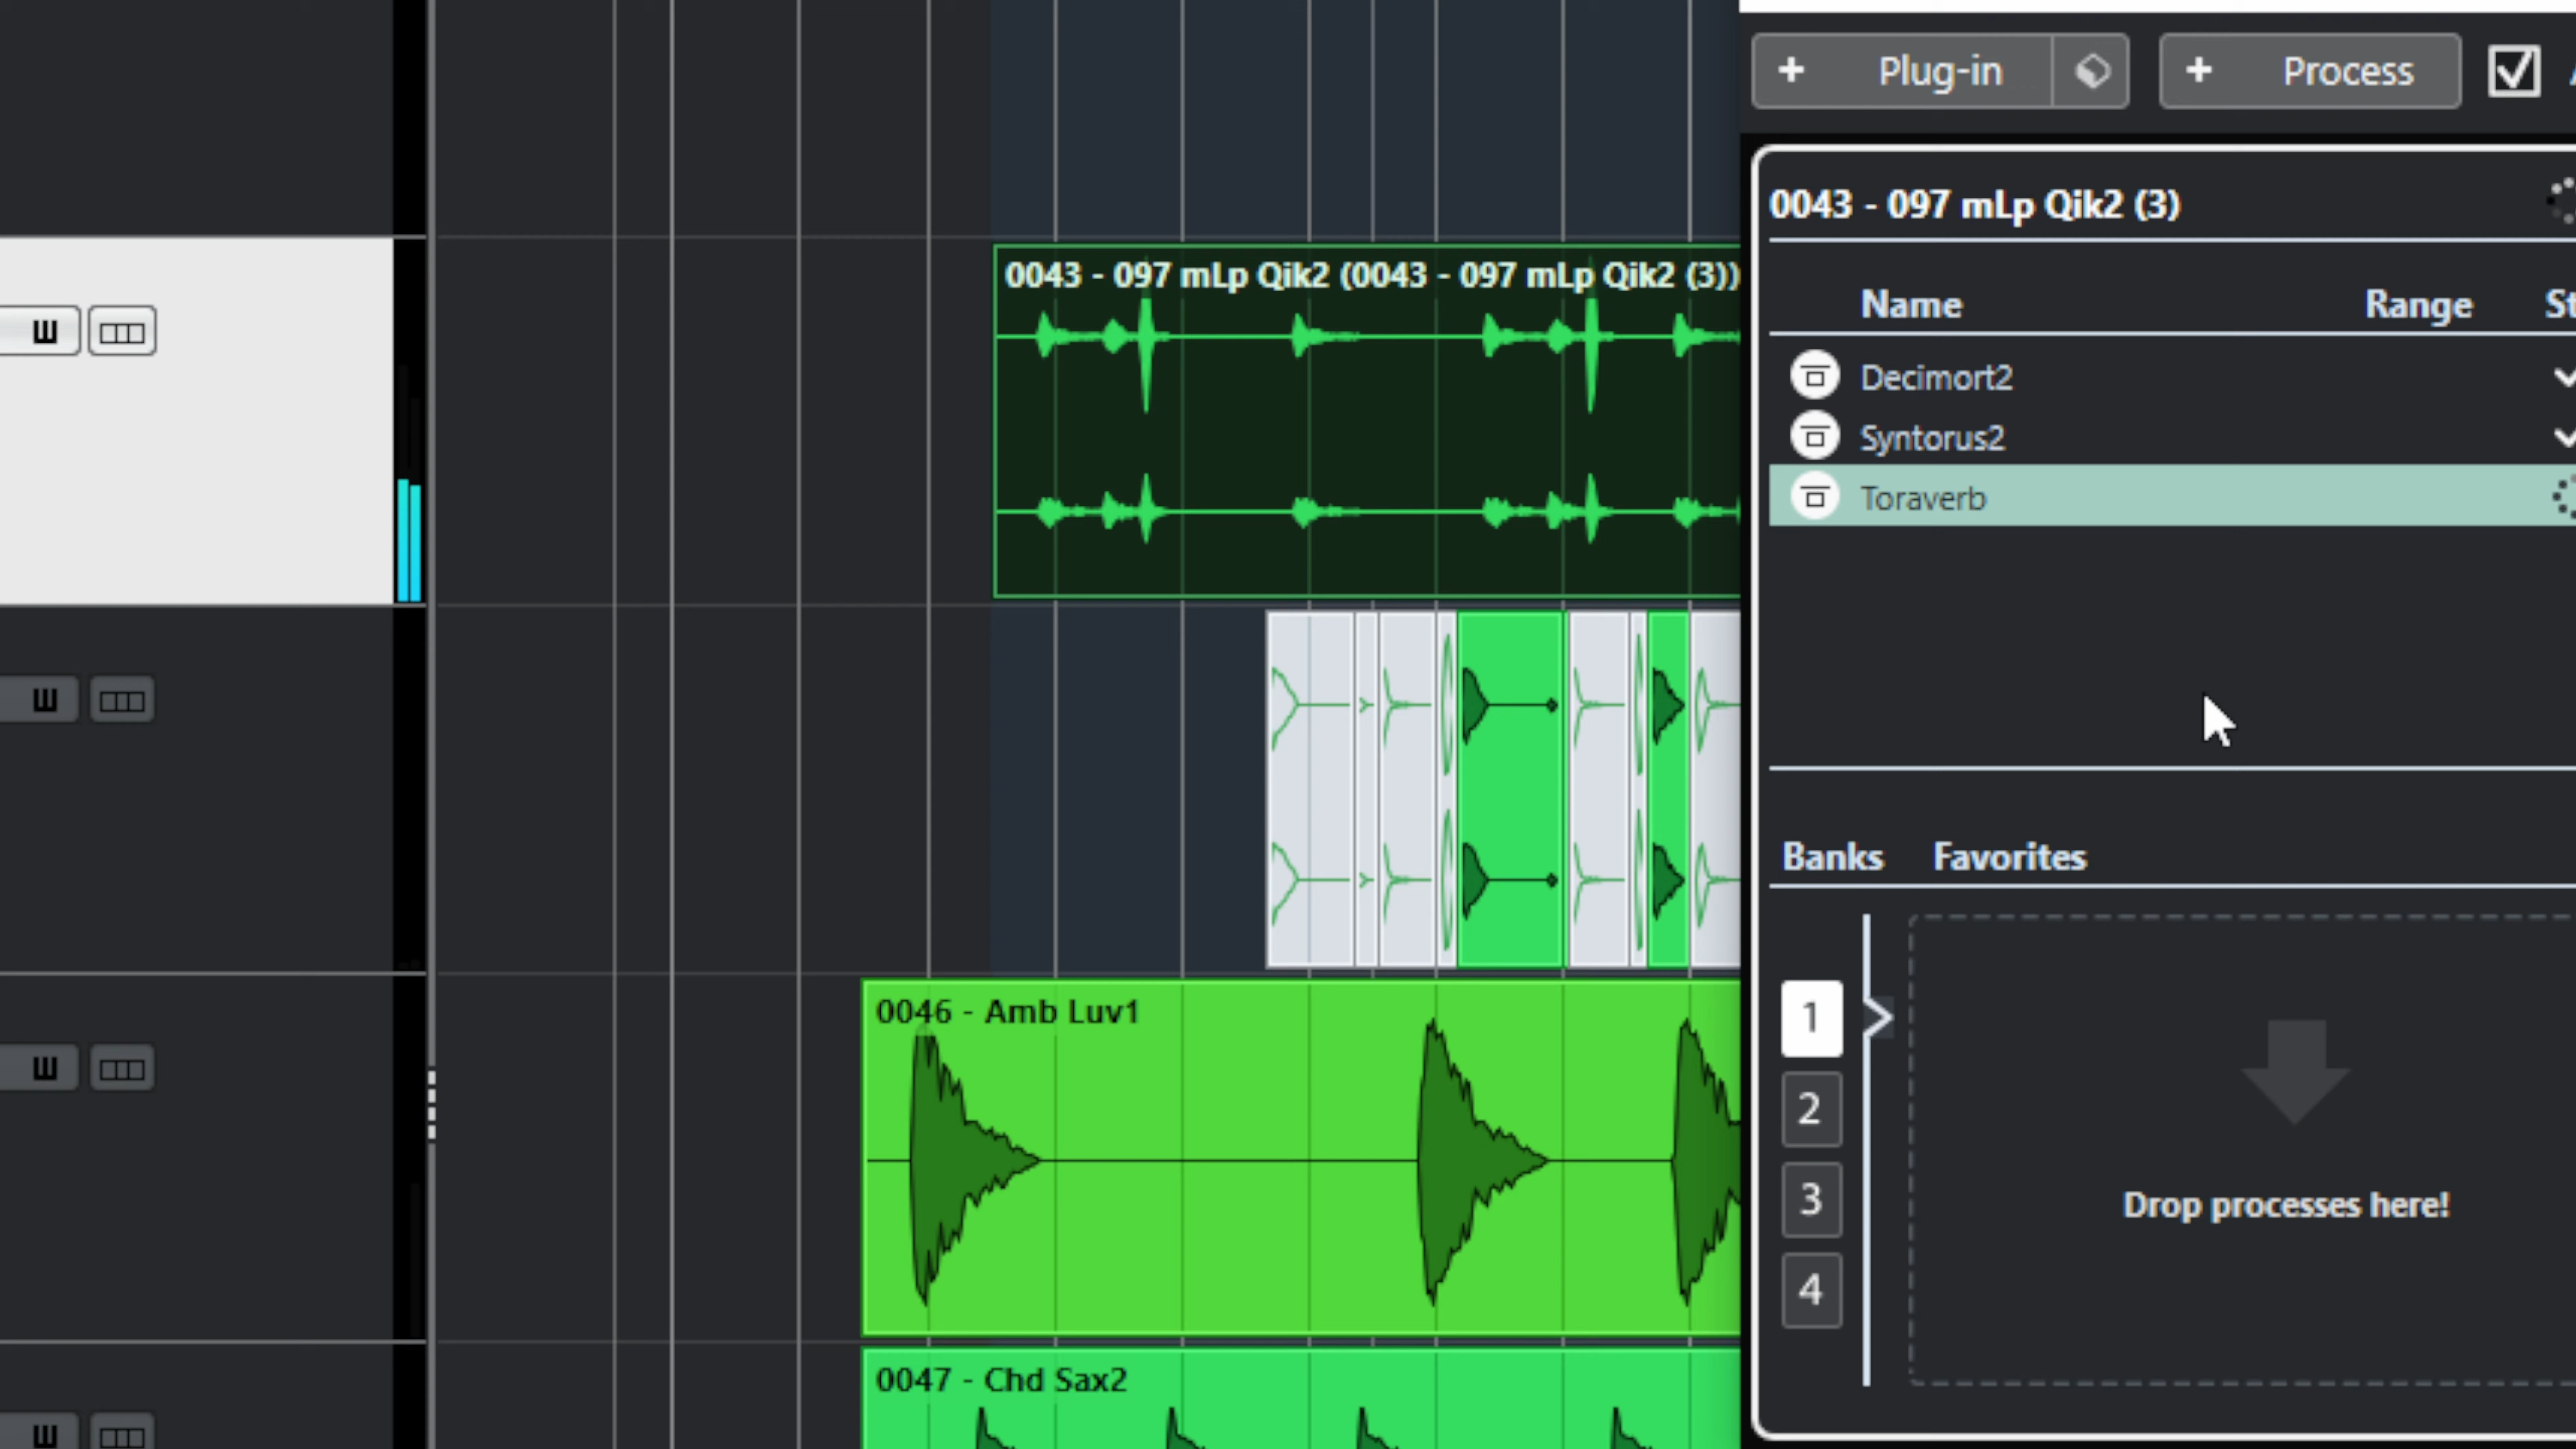 + Plug-in
+ Process
0043 - 097 mLp Qik2 (3)
Name Range St
Decimort2
Syntorus2
Toraverb
0043 - 097 mLp Qik2 (0043 - 097 mLp Qik2 (3))
0046 - Amb Luv1
0047 - Chd Sax2
Banks Favorites
1
2
3
4
Drop processes here!